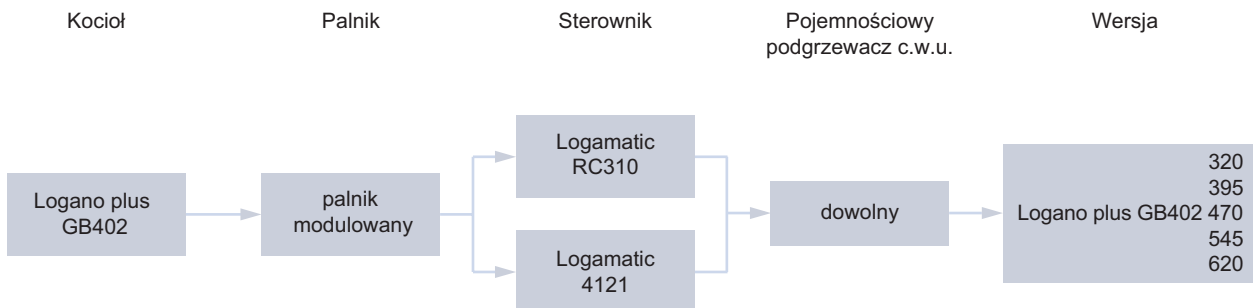 Kocioł
Palnik
Sterownik
Pojemnościowy
podgrzewacz c.w.u.
Wersja
Logano plus
GB402
palnik
modulowany
Logamatic
RC310
Logamatic
4121
dowolny
320
395
Logano plus GB402 470
545
620